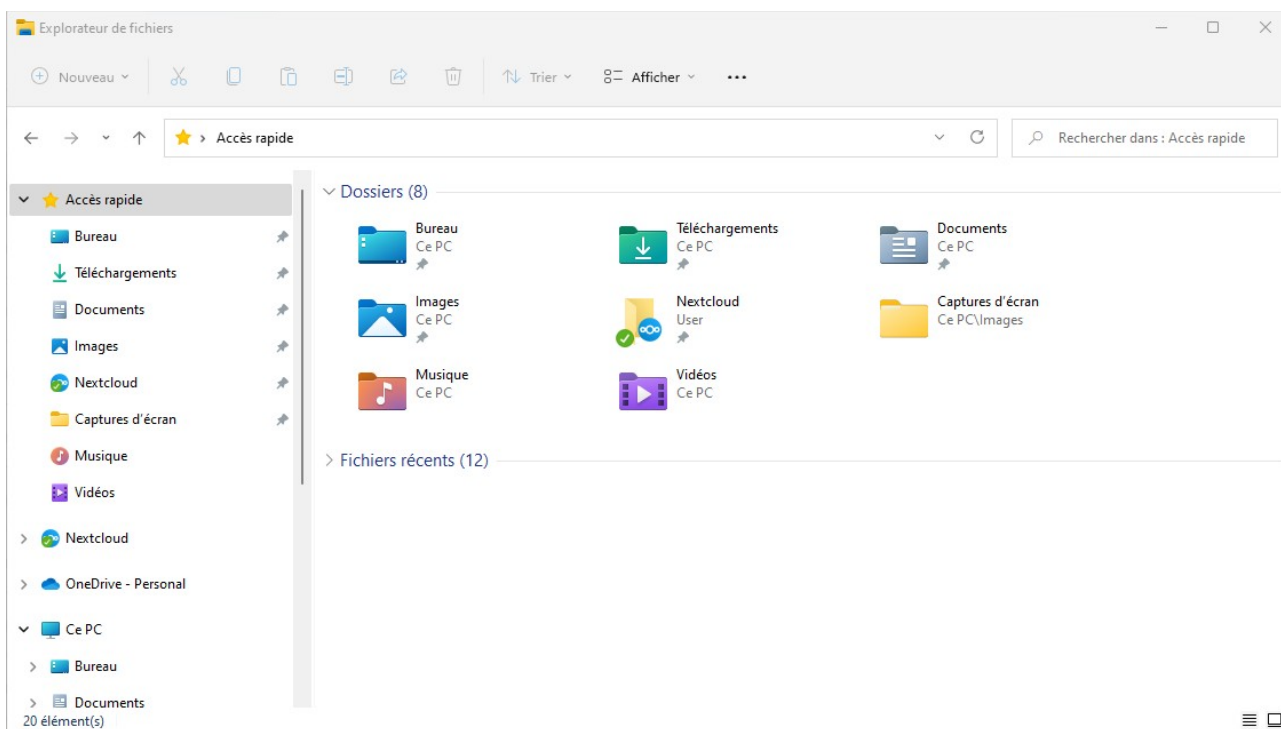 Explorateur de fichiers
Nouveau
Trier
Afficher
Accès rapide
Rechercher dans : Accès rapide
Accès rapide
Bureau
Téléchargements
Documents
Images
Nextcloud
Captures d'écran
Musique
Vidéos
Nextcloud
OneDrive - Personal
Ce PC
Bureau
Documents
Dossiers (8)
Bureau
Ce PC
Téléchargements
Ce PC
Documents
Ce PC
Images
Ce PC
Nextcloud
User
Captures d'écran
Ce PC\Images
Musique
Ce PC
Vidéos
Ce PC
Fichiers récents (12)
20 élément(s)